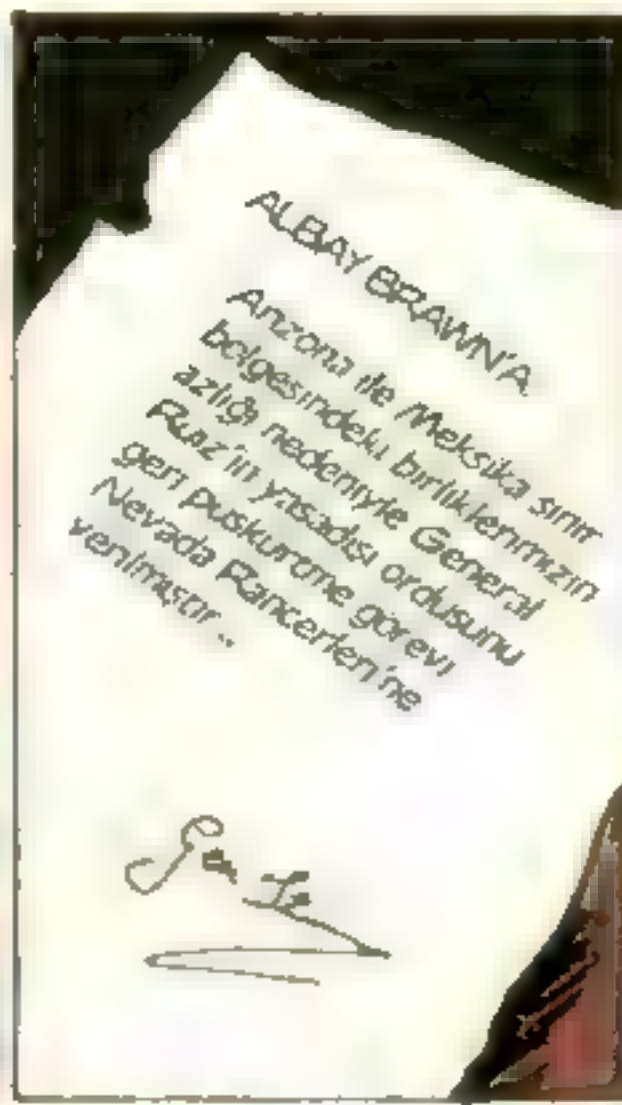 ALBAY BRAWN'A.
Arizona ile Meksika sınır
bölgesindeki birliklerimizin
azlığı nedeniyle General
Ruiz'in yasadışı ordusunu
geri püskürtme görevi
Nevada Rancerleri'ne
verilmiştir..